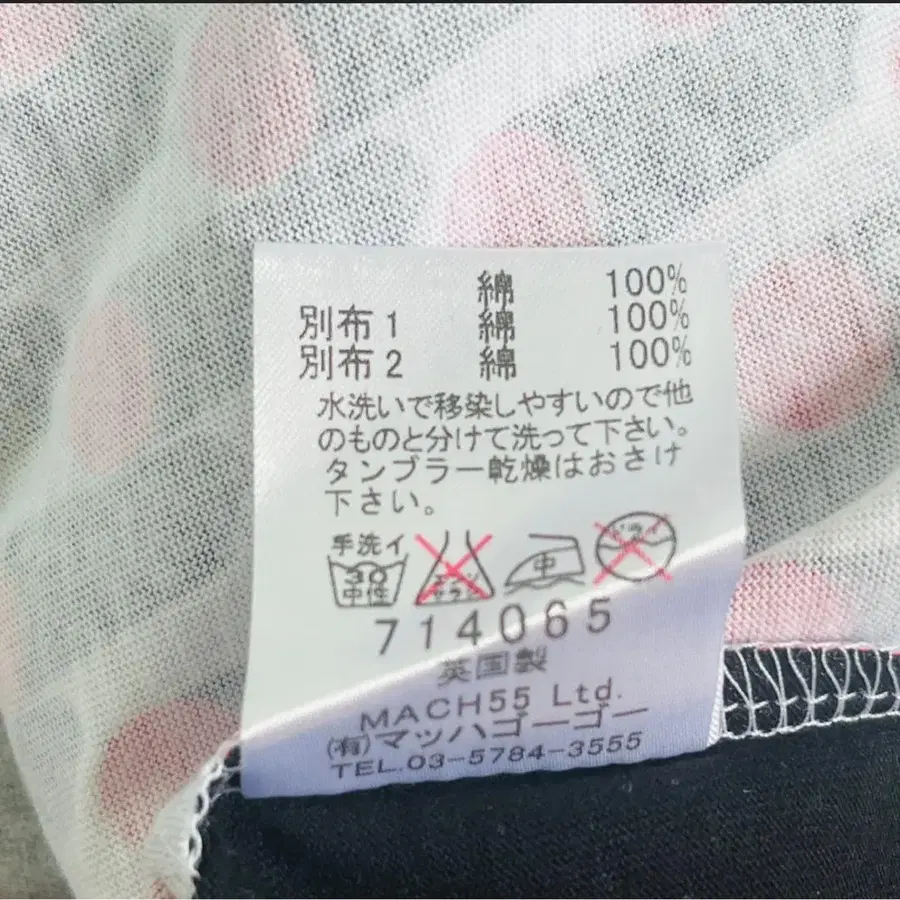 綿 100%
別布1 綿 100%
別布2 綿 100%
水洗いで移染しやすいので他
のものと分けて洗って下さい。
タンブラー乾燥はおさけ
下さい。
手洗イ
30
中性
中
ドライ
714065
英国製
MACH55 Ltd.
(有)マッハゴーゴー
TEL.03-5784-3555